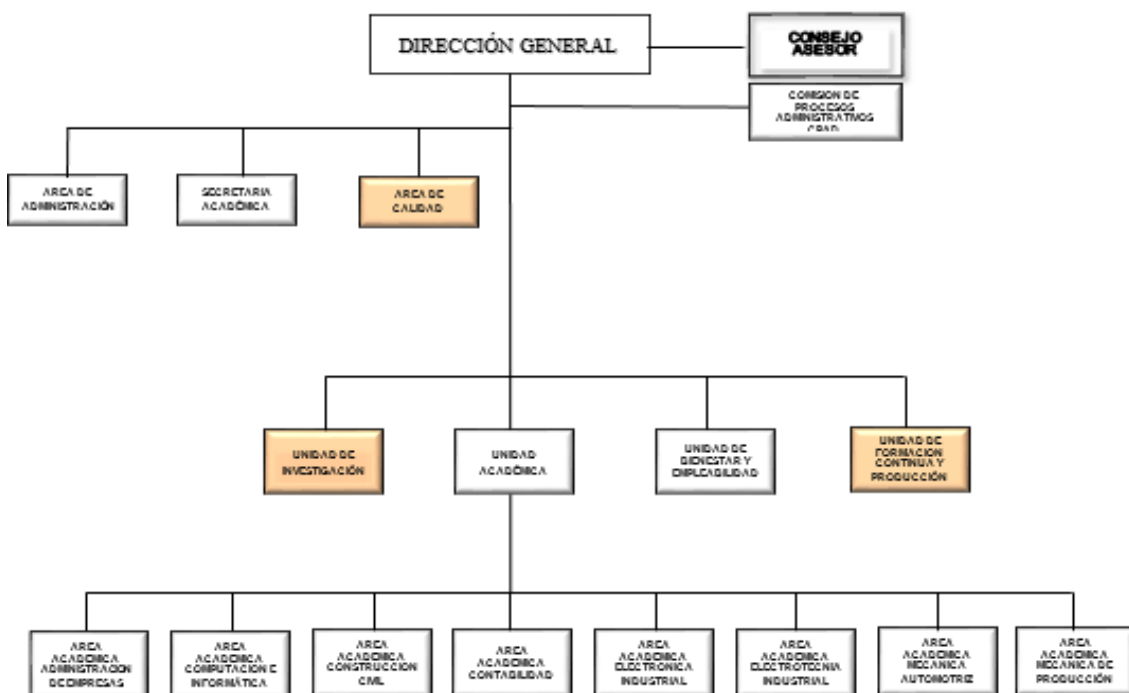 DIRECCIÓN GENERAL
CONSEJO
ASESOR
COMISION DE
PROCESOS
ADMINISTRATIVOS
CPAD
AREA DE
ADMINISTRACIÓN
SECRETARIA
ACADÉMICA
AREA DE
CALIDAD
UNIDAD DE
INVESTIGACIÓN
UNIDAD
ACADÉMICA
UNIDAD DE
BIENESTAR Y
EMPLEABILIDAD
UNIDAD DE
FORMACION
CONTINUA Y
PRODUCCIÓN
AREA
ACADEMICA
ADMINISTRACION
DE EMPRESAS
AREA
ACADEMICA
COMPUTACION E
INFORMÁTICA
AREA
ACADEMICA
CONSTRUCCION
CIVIL
AREA
ACADEMICA
CONTABILIDAD
AREA
ACADEMICA
ELECTRONICA
INDUSTRIAL
AREA
ACADEMICA
ELECTROTECNIA
INDUSTRIAL
AREA
ACADEMICA
MECANICA
AUTOMOTRIZ
AREA
ACADEMICA
MECANICA DE
PRODUCCIÓN